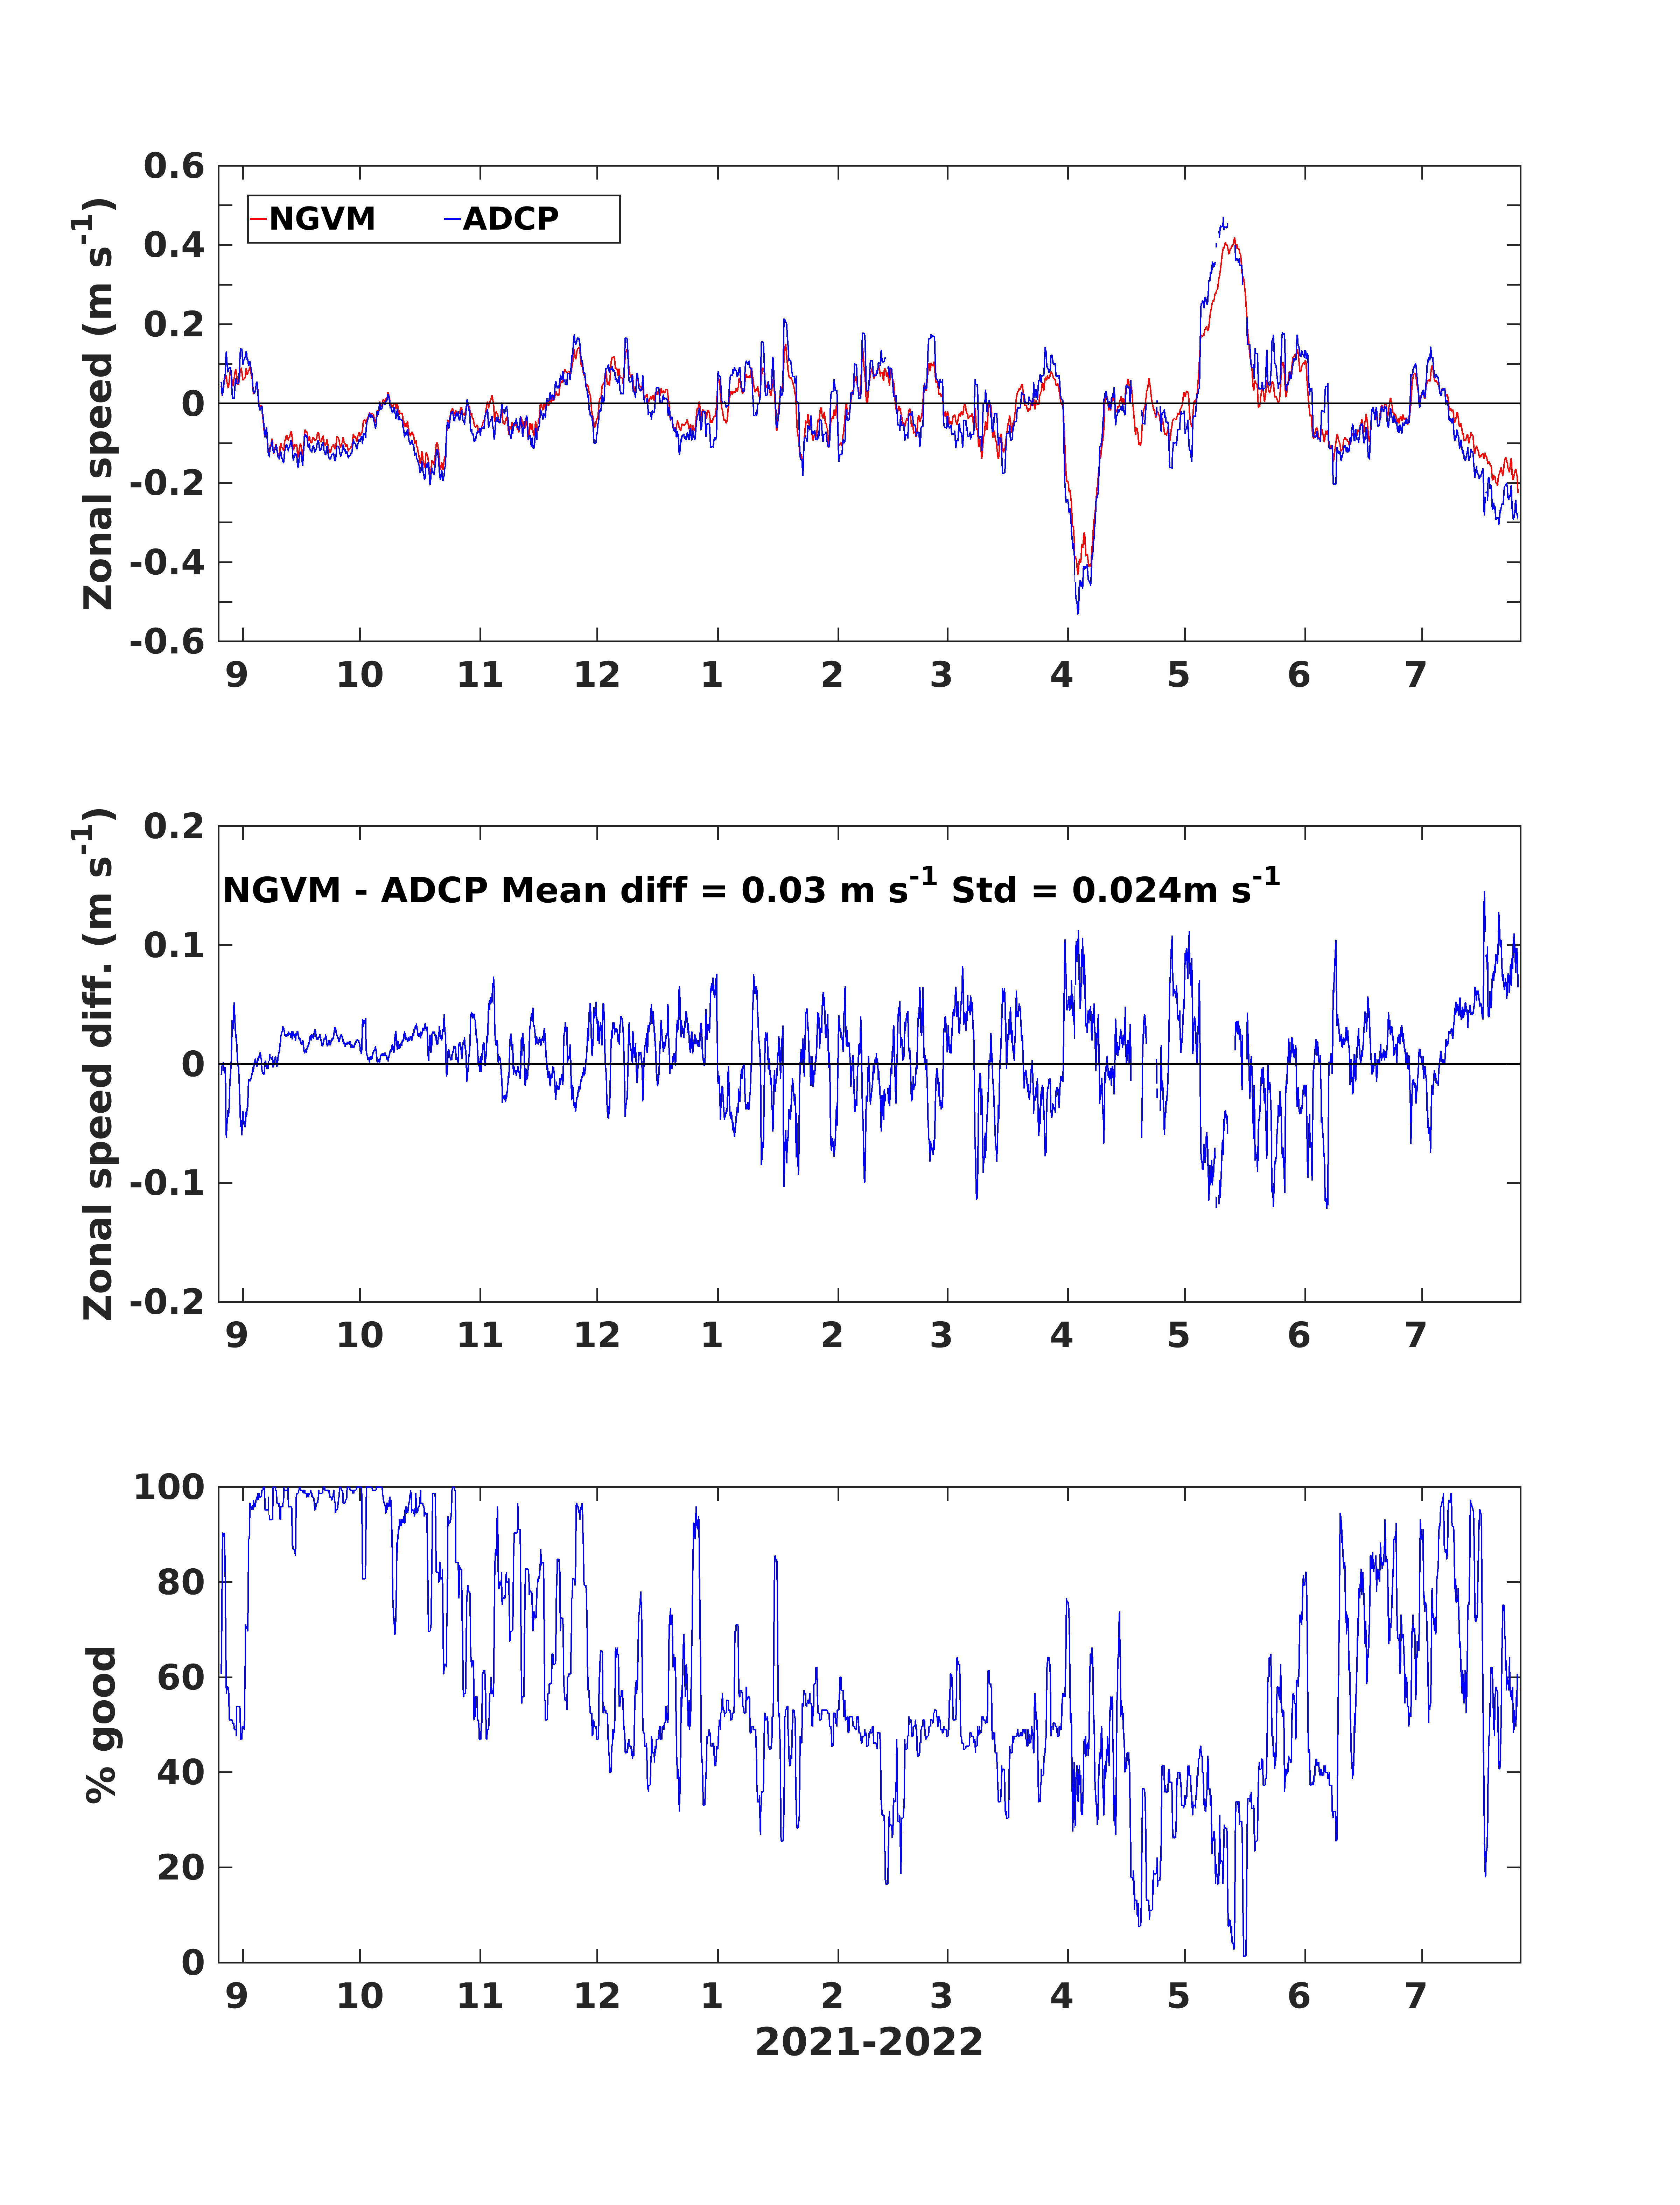 0.6
0.4
0.2
0
-0.2
-0.4
-0.6
Zonal speed (m s-1)
NGVM ADCP
9 10 11 12 1 2 3 4 5 6 7
0.2
0.1
0
-0.1
-0.2
Zonal speed diff. (m s-1)
NGVM - ADCP Mean diff = 0.03 m s-1 Std = 0.024m s-1
9 10 11 12 1 2 3 4 5 6 7
100
80
60
40
20
0
% good
9 10 11 12 1 2 3 4 5 6 7
2021-2022